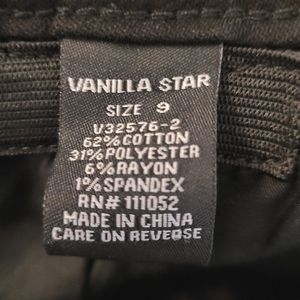 VANILLA STAR
SIZE 9
V32576-2
62% COTTON
31% POLYESTER
6% RAYON
1% SPANDEX
RN# 111052
MADE IN CHINA
CARE ON REVERSE